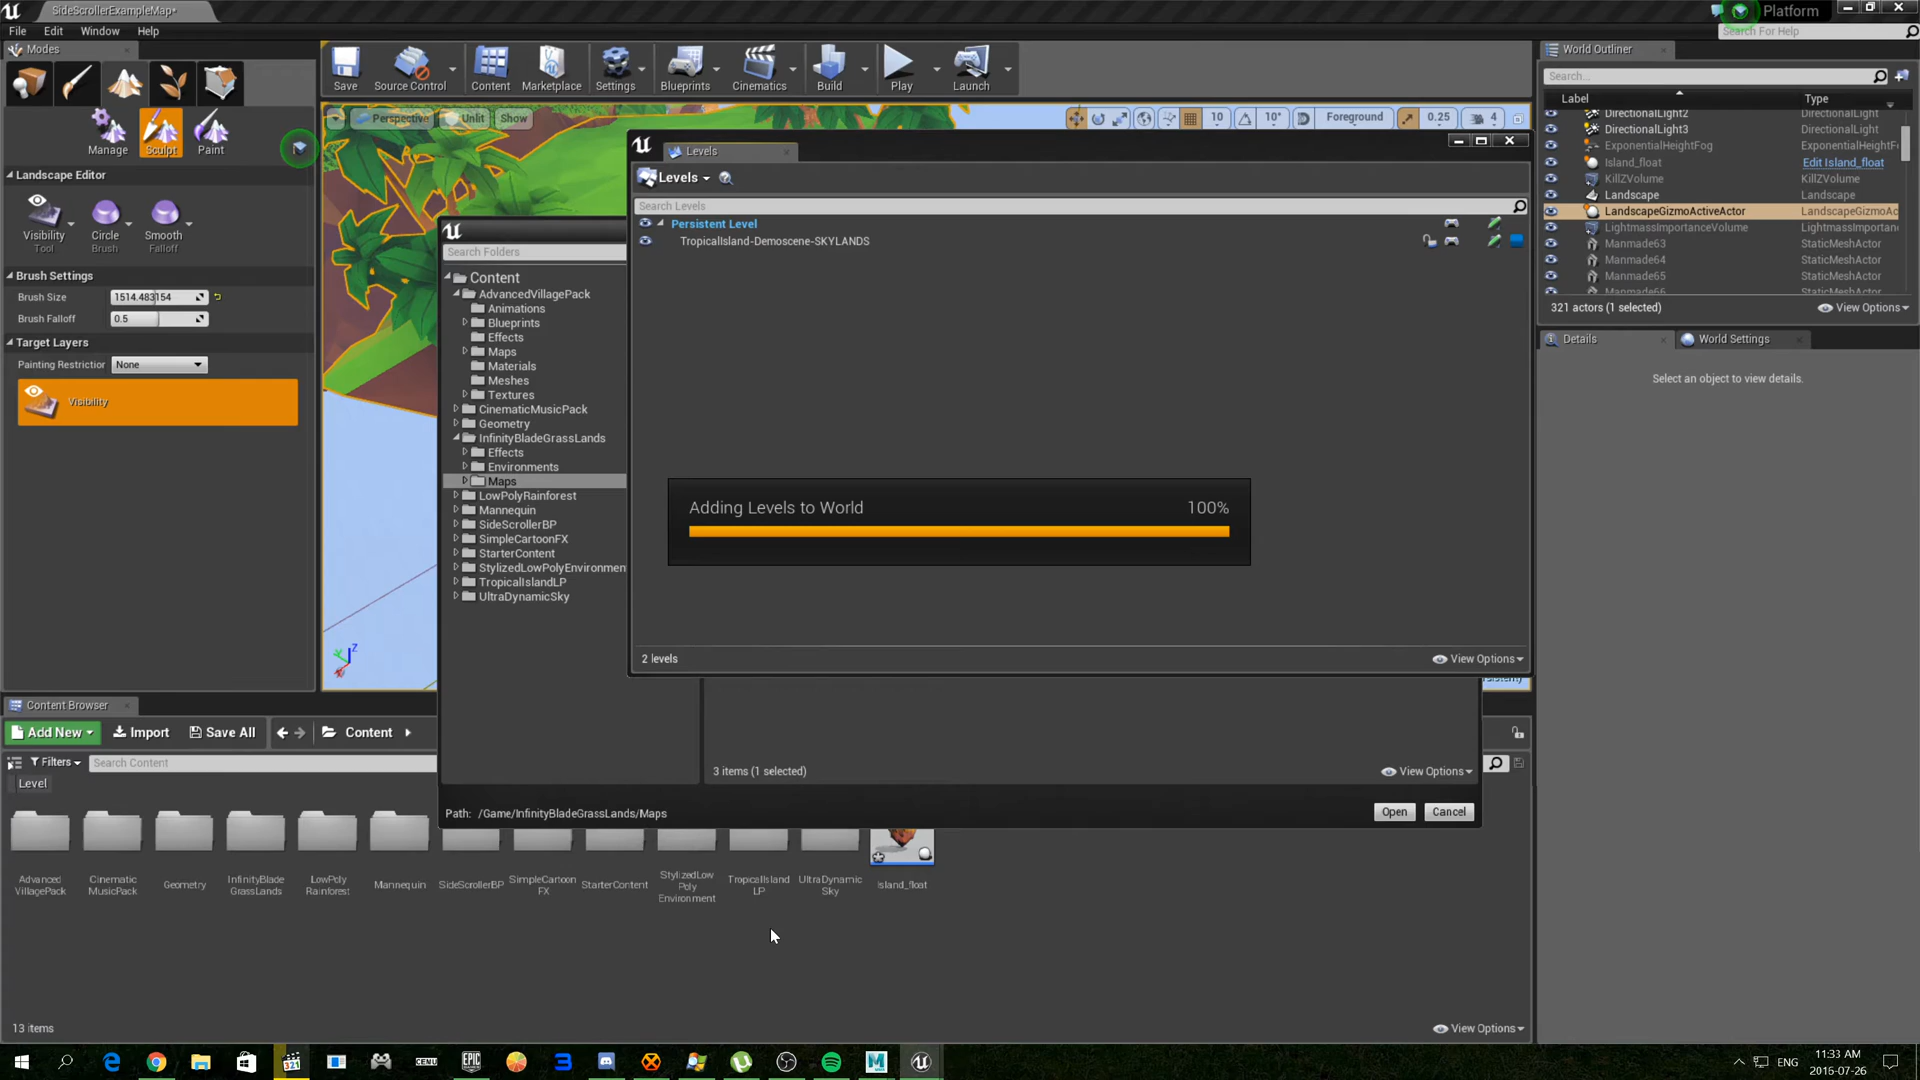 SideScrollerExampleMap*
Platform
File Edit Window Help
Search For Help
Modes
Save Source Control Content Marketplace Settings Blueprints Cinematics Build Play Launch
World Outliner
Search...
Label Type
DirectionalLight2 DirectionalLight
DirectionalLight3 DirectionalLight
ExponentialHeightFog ExponentialHeightF
Island_float Edit Island_float
KillZVolume KillZVolume
Landscape Landscape
LandscapeGizmoActiveActor LandscapeGizmoAc
LightmassImportanceVolume Lightmassimportanc
Manmade63 StaticMeshActor
Manmade64 StaticMeshActor
Manmade65 StaticMeshActor
Manmade66 StaticMeshActor
321 actors (1 selected) View Options
Manage Sculpt Paint
Landscape Editor
Visibility Circle Smooth
Tool Brush Falloff
Brush Settings
Brush Size 1514.483154
Brush Falloff 0.5
Target Layers
Painting Restriction None
Visibility
Perspective Unlit Show
10 10° Foreground 0.25 4
Levels
Levels
Search Levels
Persistent Level
TropicalIsland-Demoscene-SKYLANDS
Adding Levels to World 100%
2 levels View Options
Search Folders
Content
AdvancedVillagePack
Animations
Blueprints
Effects
Maps
Materials
Meshes
Textures
CinematicMusicPack
Geometry
InfinityBladeGrassLands
Effects
Environments
Maps
LowPolyRainforest
Mannequin
SideScrollerBP
SimpleCartoonFX
StarterContent
StylizedLowPolyEnvironmen
TropicalIslandLP
UltraDynamicSky
3 items (1 selected) View Options
Path: /Game/InfinityBladeGrassLands/Maps
Open Cancel
Details World Settings
Select an object to view details.
Content Browser
Add New Import Save All Content
Filters Search Content
Level
Advanced VillagePack
Cinematic MusicPack
Geometry
InfinityBlade GrassLands
LowPoly Rainforest
Mannequin
SideScrollerBP
SimpleCartoon FX
StarterContent
StylizedLow Poly Environment
TropicalIsland LP
UltraDynamic Sky
Island_float
13 items View Options
321
CEMU
EPIC GAMES
ENG
11:33 AM
2016-07-26